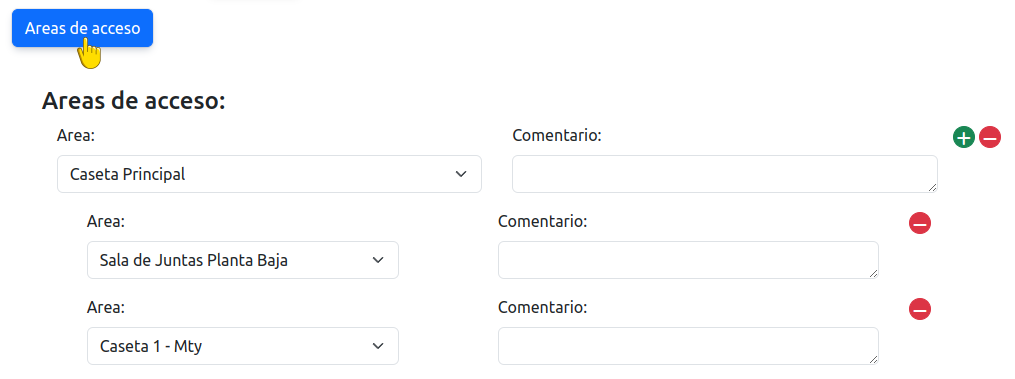 Areas de acceso
Areas de acceso:
Area: Comentario:
Caseta Principal
Area: Comentario:
Sala de Juntas Planta Baja
Area: Comentario:
Caseta 1 - Mty